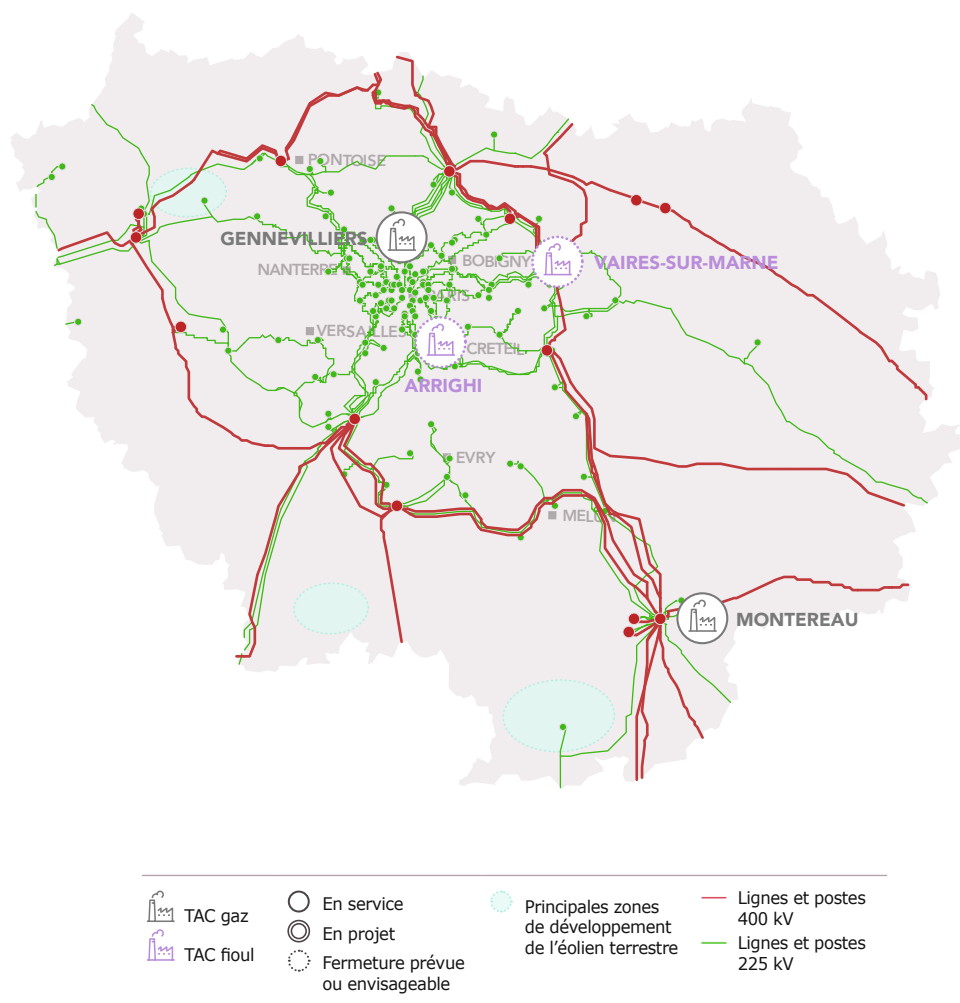 PONTOISE
GENNEVILLIERS
NANTERRE
BOBIGNY
VAIRES-SUR-MARNE
PARIS
VERSAILLES
CRETEIL
ARRIGHI
EVRY
MELUN
MONTEREAU
TAC gaz
TAC fioul
En service
En projet
Fermeture prévue
ou envisageable
Principales zones
de développement
de l'éolien terrestre
Lignes et postes
400 kV
Lignes et postes
225 kV